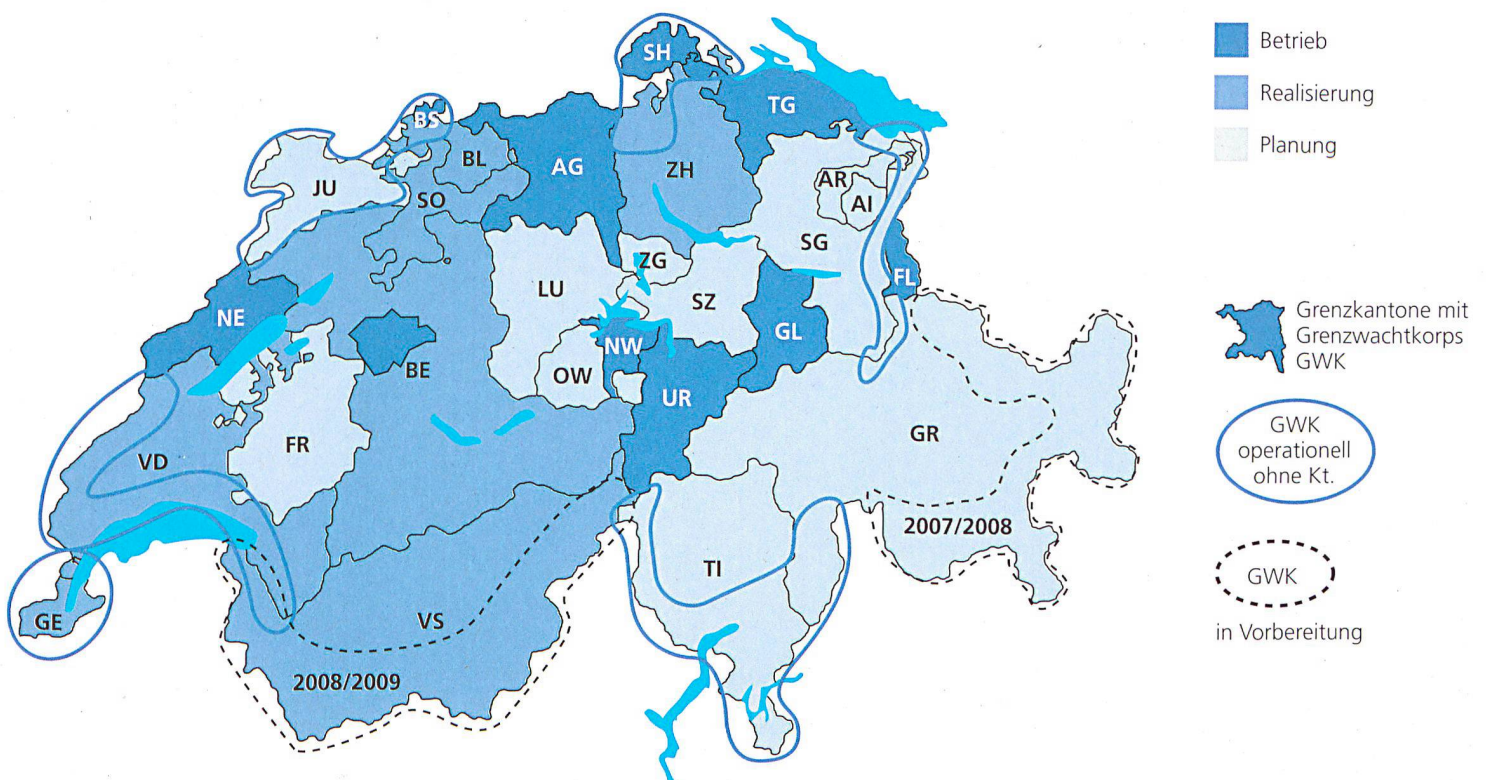 SH
BS
TG
BL
AG
ZH
JU
SO
AR
AI
SG
ZG
FL
LU
SZ
NE
GL
NW
BE
OW
UR
FR
GR
VD
2007/2008
TI
GE
VS
2008/2009
Betrieb
Realisierung
Planung
Grenzkantone mit
Grenzwachtkorps
GWK
GWK
operationell
ohne Kt.
GWK
in Vorbereitung